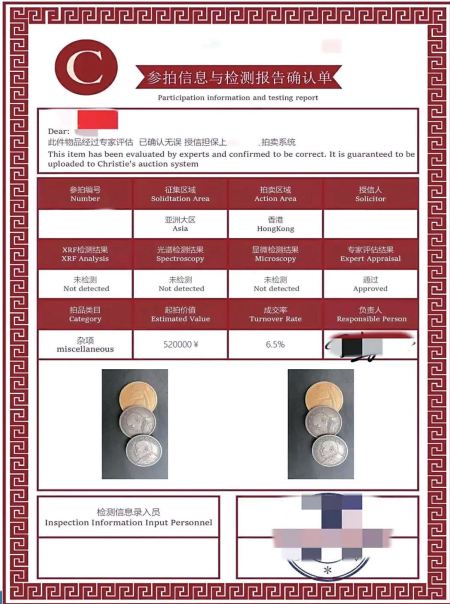 C
参拍信息与检测报告确认单
Participation information and testing report
Dear:
此件物品经过专家评估 已确认无误 授信担保上 .拍卖系统
This item has been evaluated by experts and confirmed to be correct. It is guaranteed to be
uploaded to Christie's auction system
参拍编号 征集区域 拍卖区域 授信人
Number Soliditation Area Action Area Solicitor
亚洲大区 香港
Asia HongKong
XRF检测结果 光谱检测结果 显微检测结果 专家评估结果
XRF Analysis Spectroscopy Microscopy Expert Appraisal
未检测 未检测 未检测 通过
Not detected Not detected Not detected Approved
拍品类目 起拍价值 成交率 负责人
Category Estimated Value Turnover Rate Responsible Person
杂项 520000¥ 6.5%
miscellaneous
检测信息录入员
Inspection Information Input Personnel